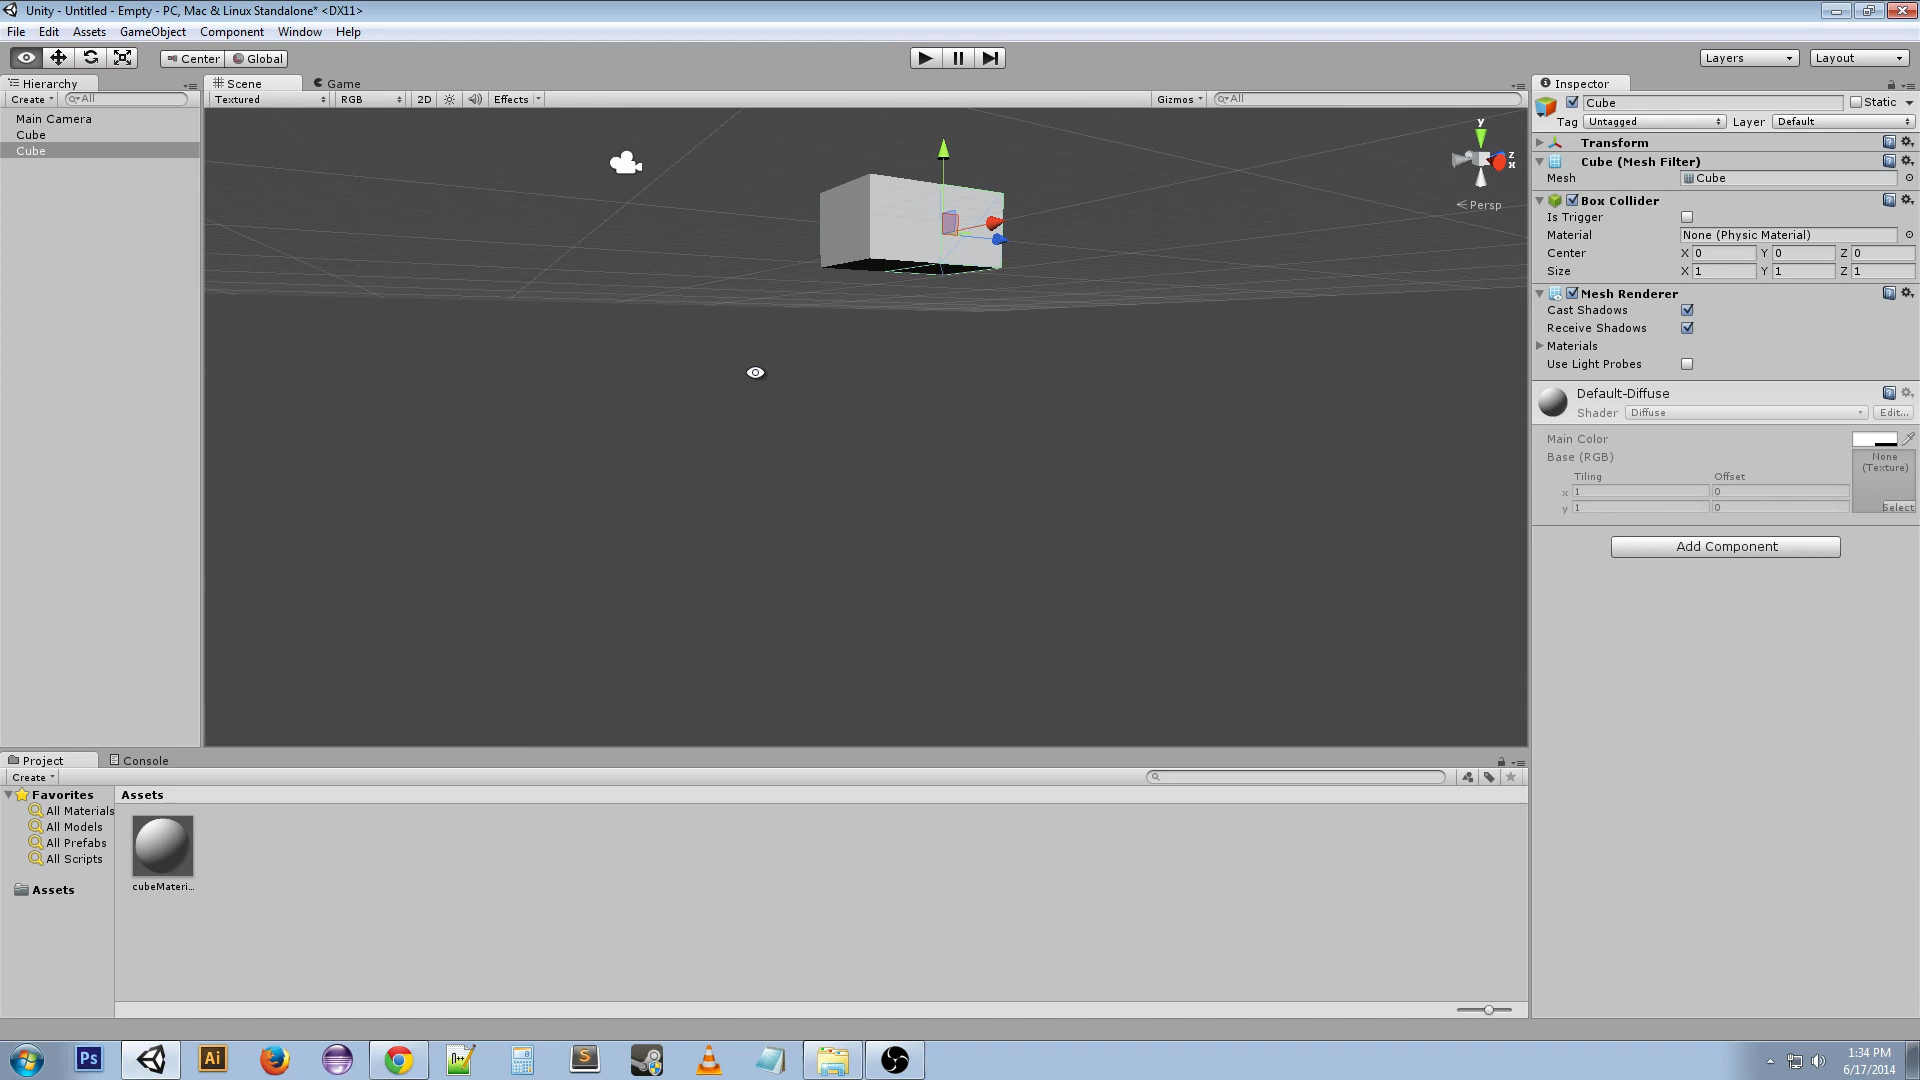 Unity - Untitled - Empty - PC, Mac & Linux Standalone* <DX11>
File Edit Assets GameObject Component Window Help
Center Global Layers Layout
Hierarchy
Create All
Main Camera
Cube
Cube
Scene Game
Textured RGB 2D Effects Gizmos All
y
z
x
Persp
Inspector
Cube Static
Tag Untagged Layer Default
Transform
Cube (Mesh Filter)
Mesh Cube
Box Collider
Is Trigger
Material None (Physic Material)
Center X 0 Y 0 Z 0
Size X 1 Y 1 Z 1
Mesh Renderer
Cast Shadows
Receive Shadows
Materials
Use Light Probes
Default-Diffuse
Shader Diffuse Edit...
Main Color
Base (RGB)
None
(Texture)
Tiling Offset
x 1 0
y 1 0
Select
Add Component
Project Console
Create
Favorites
All Materials
All Models
All Prefabs
All Scripts
Assets
Assets
cubeMateri...
Ps Ai
1:34 PM
6/17/2014